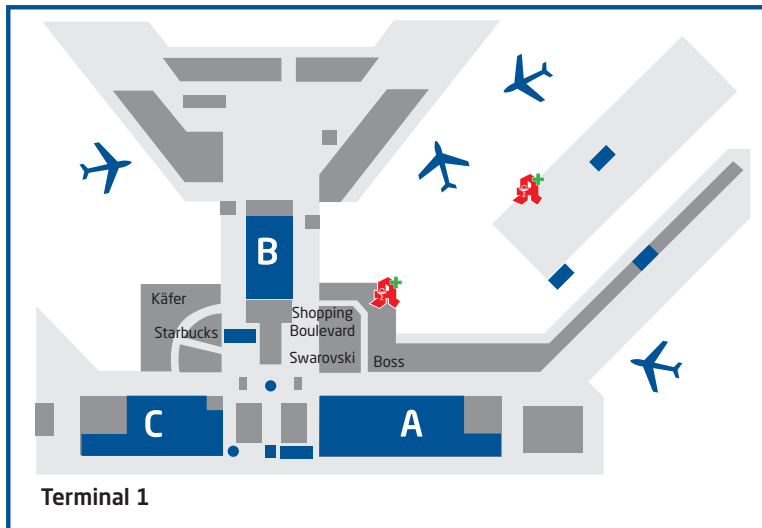 B
Käfer
Shopping
Boulevard
Starbucks
Swarovski
Boss
C
A
Terminal 1